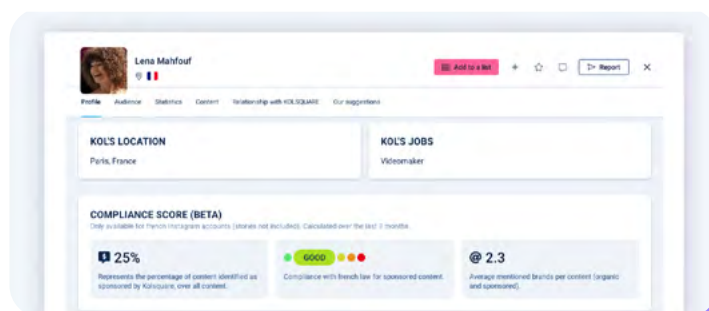 Lena Mahfouf
Add to a list
Report
Profile Audience Statistics Content Relationship with KOLSQUARE Our suggestions
KOL'S LOCATION
Paris, France
KOL'S JOBS
Videomaker
COMPLIANCE SCORE (BETA)
Only available for French Instagram accounts (stories not included). Calculated over the last 3 months.
25%
Represents the percentage of content identified as
sponsored by Kolsquare, over all content.
GOOD
Compliance with french law for sponsored content.
@ 2.3
Average mentioned brands per content (organic
and sponsored).